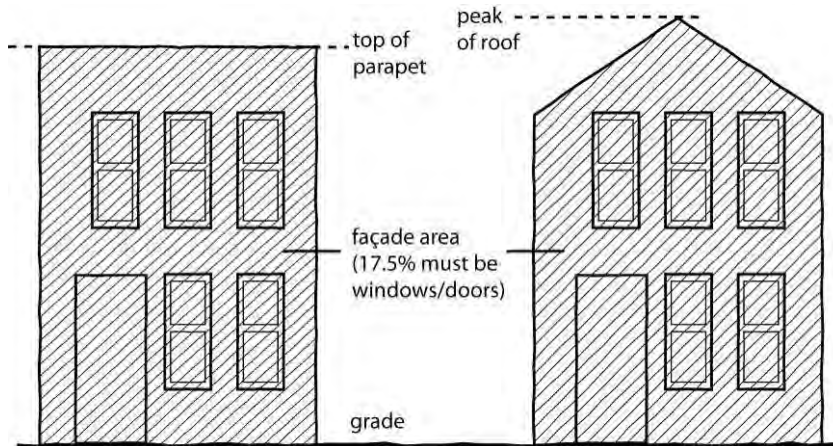 peak
of roof
top of
parapet
façade area
(17.5% must be
windows/doors)
grade